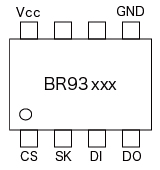 Vcc GND
BR93xxx
CS SK DI DO